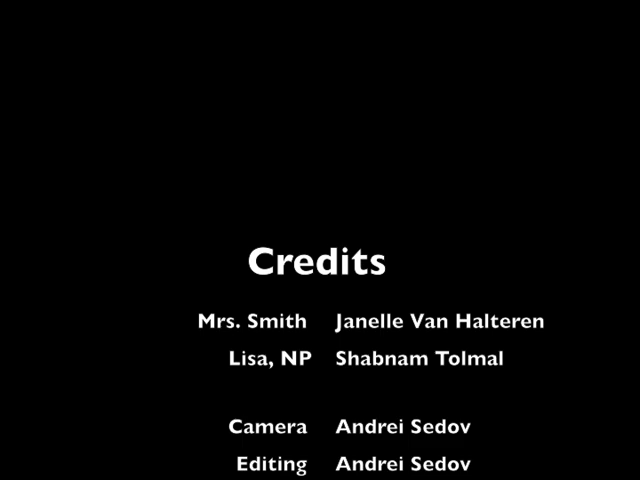 Credits
Mrs. Smith Janelle Van Halteren
Lisa, NP Shabnam Tolmal
Camera Andrei Sedov
Editing Andrei Sedov